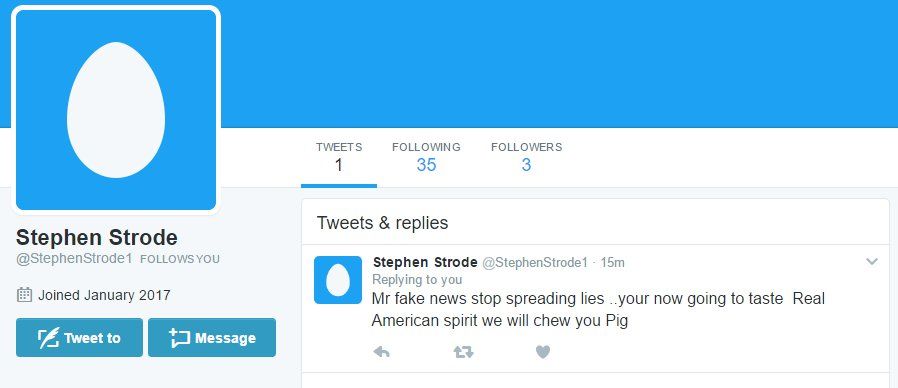 TWEETS FOLLOWING FOLLOWERS
1 35 3
Stephen Strode
@StephenStrode1 FOLLOWS YOU
Joined January 2017
Tweet to Message
Tweets & replies
Stephen Strode @StephenStrode1 · 15m
Replying to you
Mr fake news stop spreading lies ..your now going to taste  Real
American spirit we will chew you Pig